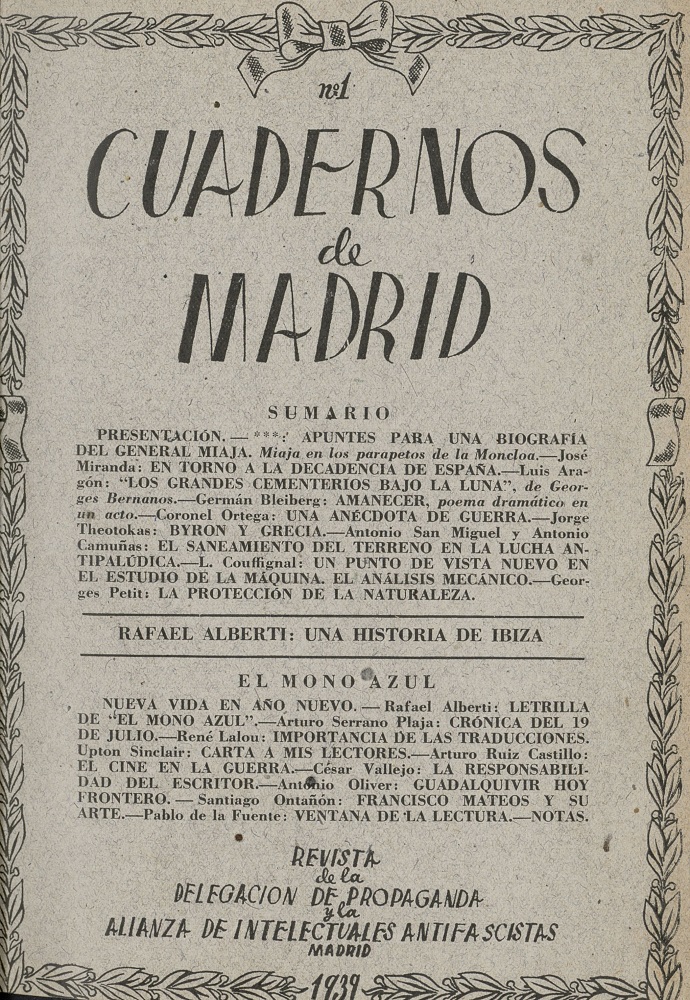 nº1
CUADERNOS
de
MADRID
SUMARIO
PRESENTACIÓN. — ***: APUNTES PARA UNA BIOGRAFÍA
DEL GENERAL MIAJA. Miaja en los parapetos de la Moncloa.—José
Miranda: EN TORNO A LA DECADENCIA DE ESPAÑA.—Luis Ara-
gón: “LOS GRANDES CEMENTERIOS BAJO LA LUNA”, de Geor-
ges Bernanos.—Germán Bleiberg: AMANECER, poema dramático en
un acto.—Coronel Ortega: UNA ANÉCDOTA DE GUERRA.—Jorge
Theotokas: BYRON Y GRECIA.—Antonio San Miguel y Antonio
Camuñas: EL SANEAMIENTO DEL TERRENO EN LA LUCHA AN-
TIPALÚDICA.—L. Couffignal: UN PUNTO DE VISTA NUEVO EN
EL ESTUDIO DE LA MÁQUINA. EL ANÁLISIS MECÁNICO.—Geor-
ges Petit: LA PROTECCIÓN DE LA NATURALEZA.
RAFAEL ALBERTI: UNA HISTORIA DE IBIZA
EL MONO AZUL
NUEVA VIDA EN AÑO NUEVO. — Rafael Alberti: LETRILLA
DE “EL MONO AZUL”.—Arturo Serrano Plaja: CRÓNICA DEL 19
DE JULIO.—René Lalou: IMPORTANCIA DE LAS TRADUCCIONES.
Upton Sinclair: CARTA A MIS LECTORES.—Arturo Ruiz Castillo:
EL CINE EN LA GUERRA.—César Vallejo: LA RESPONSABILI-
DAD DEL ESCRITOR.—Antonio Oliver: GUADALQUIVIR HOY
FRONTERO. — Santiago Ontañón: FRANCISCO MATEOS Y SU
ARTE.—Pablo de la Fuente: VENTANA DE LA LECTURA.—NOTAS.
REVISTA
de la
DELEGACION DE PROPAGANDA
y la
ALIANZA DE INTELECTUALES ANTIFASCISTAS
MADRID
1939